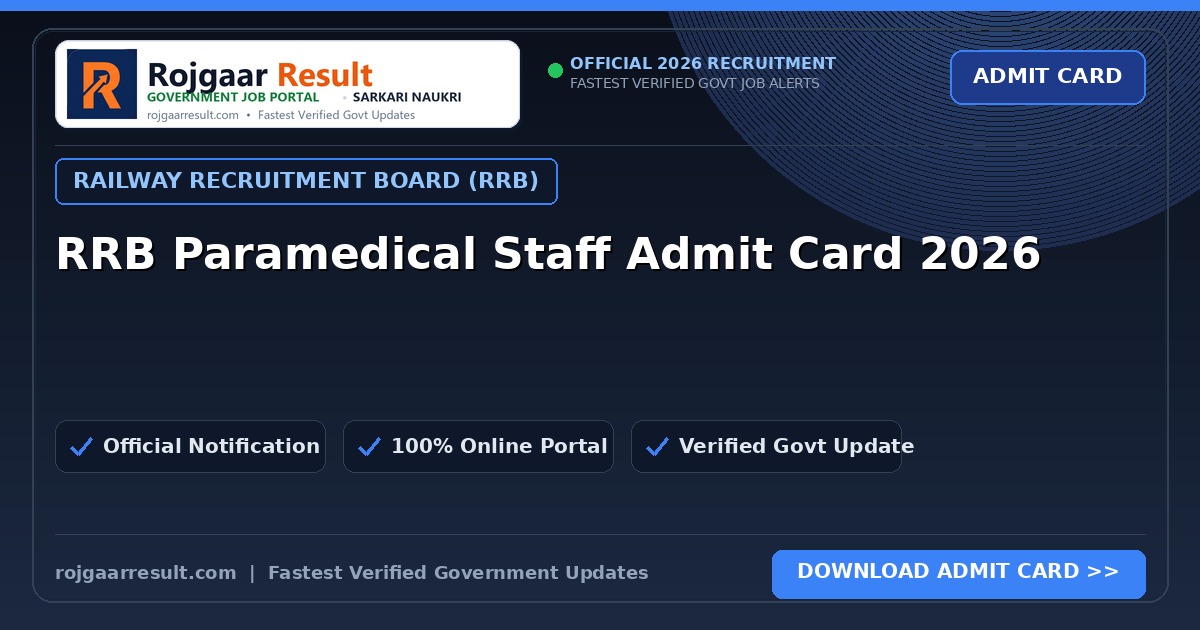 Rojgaar Result
GOVERNMENT JOB PORTAL • SARKARI NAUKRI
rojgaarresult.com • Fastest Verified Govt Updates
OFFICIAL 2026 RECRUITMENT
FASTEST VERIFIED GOVT JOB ALERTS
ADMIT CARD
RAILWAY RECRUITMENT BOARD (RRB)
RRB Paramedical Staff Admit Card 2026
Official Notification
100% Online Portal
Verified Govt Update
rojgaarresult.com | Fastest Verified Government Updates
DOWNLOAD ADMIT CARD >>